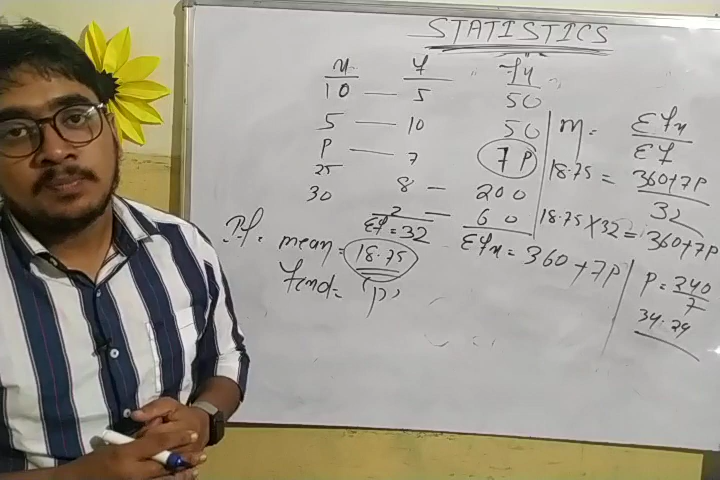 STATISTICS
x f fx
10 — 5 50
5 — 10 50
P — 7 7P
25 8 — 200
30 2 — 60
Σf = 32 Σfx = 360 + 7P
If. mean = 18.75
find = 'p'
M = Σfx / Σf
18.75 = 360+7P / 32
18.75 × 32 = 360+7P
P = 240 / 7
34.29